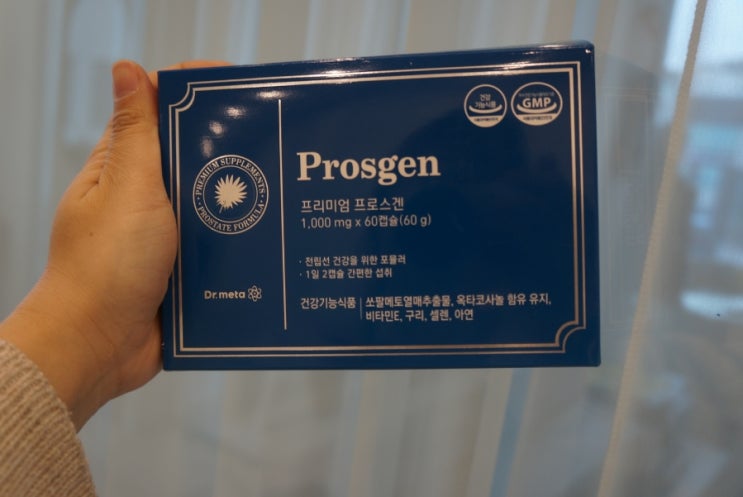 건강
기능식품
GMP
PREMIUM SUPPLEMENTS
PROSTATE FORMULA
Prosgen
프리미엄 프로스겐
1,000 mg x 60캡슐(60 g)
· 전립선 건강을 위한 포뮬러
· 1일 2캡슐 간편한 섭취
Dr.meta
건강기능식품 쏘팔메토열매추출물, 옥타코사놀 함유 유지,
비타민E, 구리, 셀렌, 아연